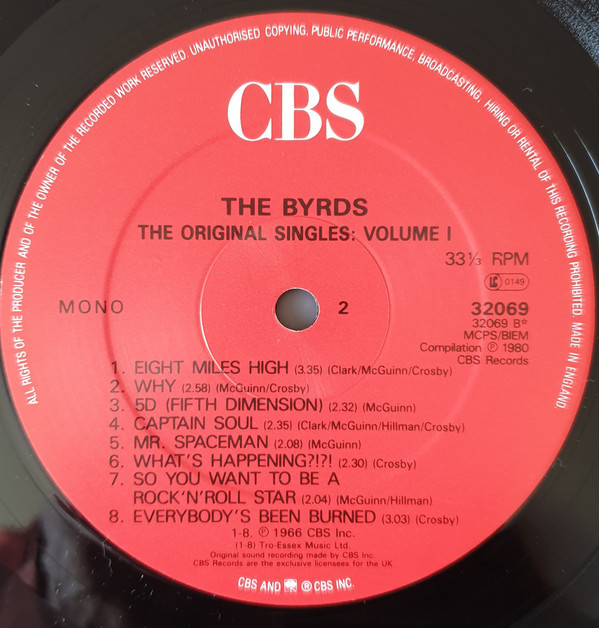 ALL RIGHTS OF THE PRODUCER AND OF THE OWNER OF THE RECORDED WORK RESERVED. UNAUTHORISED COPYING, PUBLIC PERFORMANCE, BROADCASTING, HIRING OR RENTAL OF THIS RECORDING PROHIBITED. MADE IN ENGLAND.
CBS
THE BYRDS
THE ORIGINAL SINGLES: VOLUME I
33⅓ RPM
LC 0149
MONO
2
32069
32069 B*
MCPS/BIEM
Compilation ℗ 1980
CBS Records
1. EIGHT MILES HIGH (3.35) (Clark/McGuinn/Crosby)
2. WHY (2.58) (McGuinn/Crosby)
3. 5D (FIFTH DIMENSION) (2.32) (McGuinn)
4. CAPTAIN SOUL (2.35) (Clark/McGuinn/Hillman/Crosby)
5. MR. SPACEMAN (2.08) (McGuinn)
6. WHAT'S HAPPENING?!?! (2.30) (Crosby)
7. SO YOU WANT TO BE A
ROCK'N'ROLL STAR (2.04) (McGuinn/Hillman)
8. EVERYBODY'S BEEN BURNED (3.03) (Crosby)
1-8. ℗ 1966 CBS Inc.
(1-8) Tro-Essex Music Ltd.
Original sound recording made by CBS Inc.
CBS Records are the exclusive licensees for the UK
CBS AND ® CBS INC.